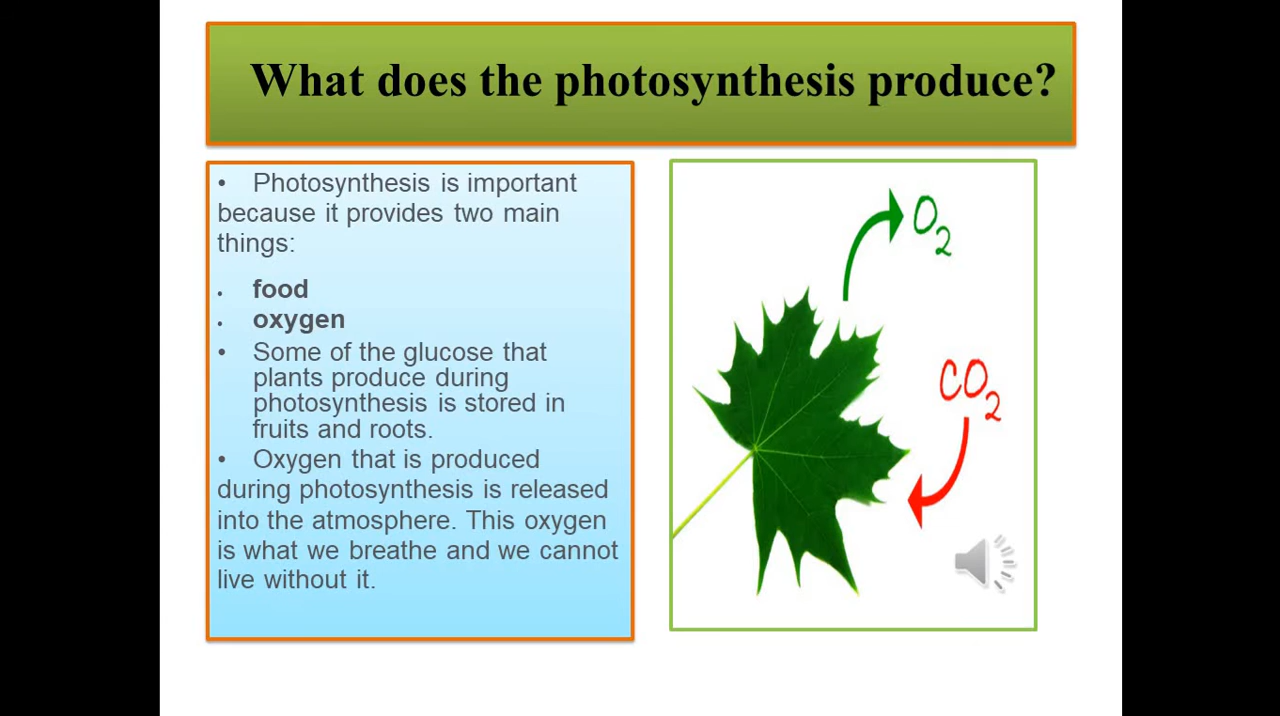 What does the photosynthesis produce?
• Photosynthesis is important
because it provides two main
things:
• food
• oxygen
• Some of the glucose that
plants produce during
photosynthesis is stored in
fruits and roots.
• Oxygen that is produced
during photosynthesis is released
into the atmosphere. This oxygen
is what we breathe and we cannot
live without it.
O2
CO2